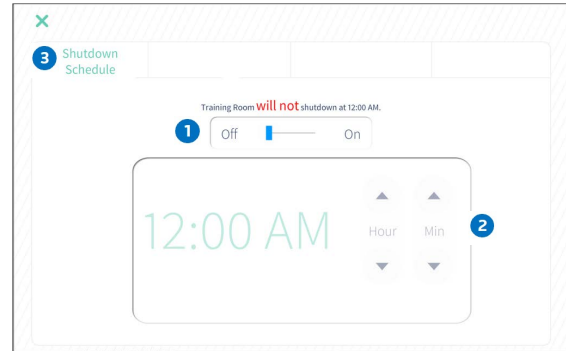 3
Shutdown
Schedule
Training Room will not shutdown at 12:00 AM.
1
Off On
12:00 AM
Hour Min
2